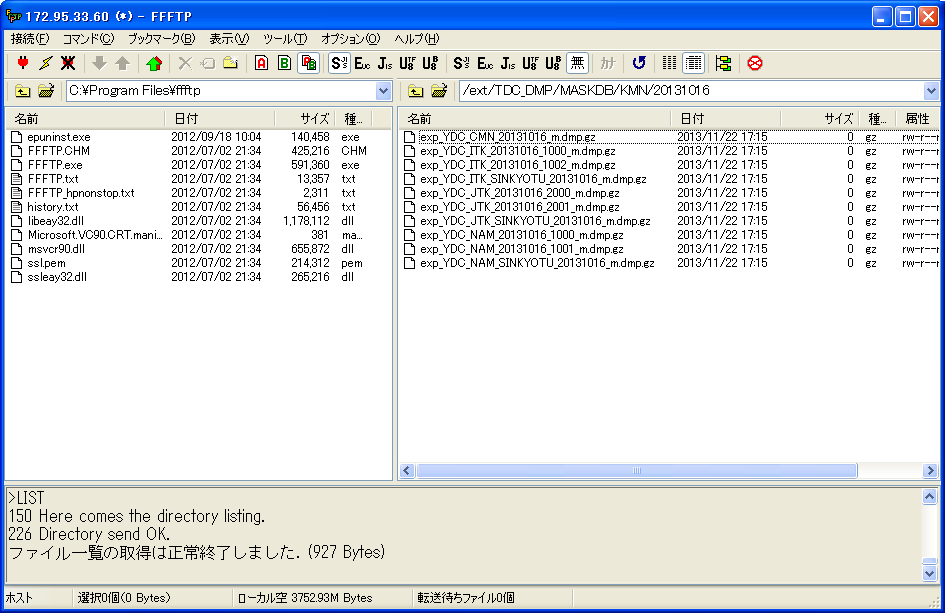 172.95.33.60 (*) - FFFTP
接続(F) コマンド(C) ブックマーク(B) 表示(V) ツール(T) オプション(O) ヘルプ(H)
A B S Euc Jis UTF8 UTF8 S Euc Jis UTF8 UTF8 無 カナ
C:¥Program Files¥ffftp
/ext/TDC_DMP/MASKDB/KMN/20131016
名前 日付 サイズ 種...
epuninst.exe 2012/09/18 10:04 140,458 exe
FFFTP.CHM 2012/07/02 21:34 425,216 CHM
FFFTP.exe 2012/07/02 21:34 591,360 exe
FFFTP.txt 2012/07/02 21:34 13,357 txt
FFFTP_hpnonstop.txt 2012/07/02 21:34 2,311 txt
history.txt 2012/07/02 21:34 56,456 txt
libeay32.dll 2012/07/02 21:34 1,178,112 dll
Microsoft.VC90.CRT.mani... 2012/07/02 21:34 381 ma...
msvcr90.dll 2012/07/02 21:34 655,872 dll
ssl.pem 2012/07/02 21:34 214,312 pem
ssleay32.dll 2012/07/02 21:34 265,216 dll
名前 日付 サイズ 種... 属性
exp_YDC_CMN_20131016_m.dmp.gz 2013/11/22 17:15 0 gz rw-r--r
exp_YDC_ITK_20131016_1000_m.dmp.gz 2013/11/22 17:15 0 gz rw-r--r
exp_YDC_ITK_20131016_1002_m.dmp.gz 2013/11/22 17:15 0 gz rw-r--r
exp_YDC_ITK_SINKYOTU_20131016_m.dmp.gz 2013/11/22 17:15 0 gz rw-r--r
exp_YDC_JTK_20131016_2000_m.dmp.gz 2013/11/22 17:15 0 gz rw-r--r
exp_YDC_JTK_20131016_2001_m.dmp.gz 2013/11/22 17:15 0 gz rw-r--r
exp_YDC_JTK_SINKYOTU_20131016_m.dmp.gz 2013/11/22 17:15 0 gz rw-r--r
exp_YDC_NAM_20131016_1000_m.dmp.gz 2013/11/22 17:15 0 gz rw-r--r
exp_YDC_NAM_20131016_1001_m.dmp.gz 2013/11/22 17:15 0 gz rw-r--r
exp_YDC_NAM_SINKYOTU_20131016_m.dmp.gz 2013/11/22 17:15 0 gz rw-r--r
>LIST
150 Here comes the directory listing.
226 Directory send OK.
ファイル一覧の取得は正常終了しました. (927 Bytes)
ホスト 選択0個(0 Bytes) ローカル空 3752.93M Bytes 転送待ちファイル0個